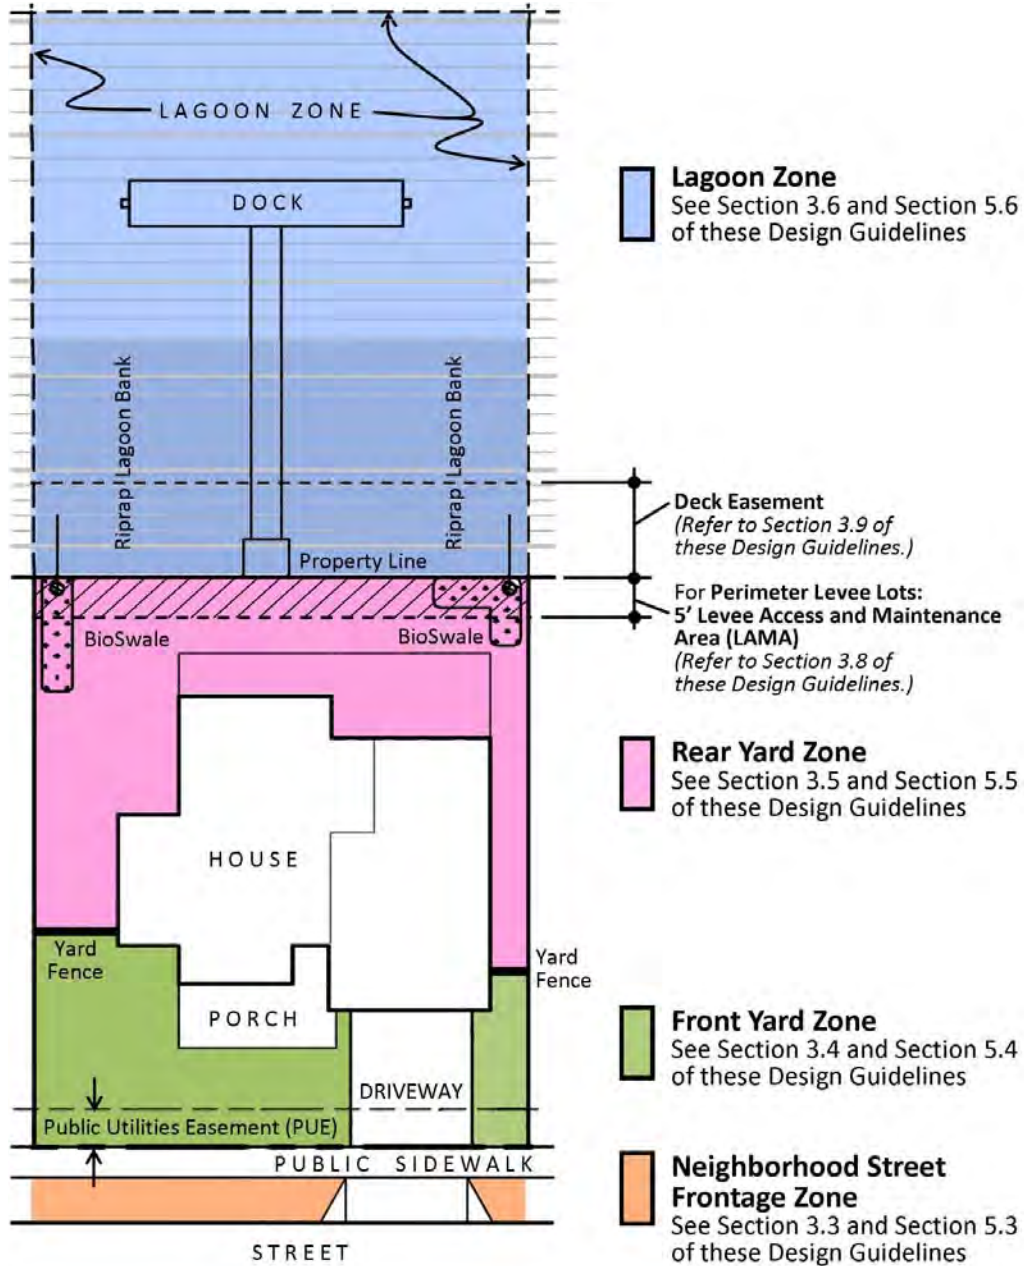 LAGOON ZONE
DOCK
Riprap Lagoon Bank
Riprap Lagoon Bank
Property Line
BioSwale
BioSwale
HOUSE
Yard
Fence
Yard
Fence
PORCH
DRIVEWAY
Public Utilities Easement (PUE)
PUBLIC SIDEWALK
STREET
Lagoon Zone
See Section 3.6 and Section 5.6
of these Design Guidelines
Deck Easement
(Refer to Section 3.9 of
these Design Guidelines.)
For Perimeter Levee Lots:
5' Levee Access and Maintenance
Area (LAMA)
(Refer to Section 3.8 of
these Design Guidelines.)
Rear Yard Zone
See Section 3.5 and Section 5.5
of these Design Guidelines
Front Yard Zone
See Section 3.4 and Section 5.4
of these Design Guidelines
Neighborhood Street
Frontage Zone
See Section 3.3 and Section 5.3
of these Design Guidelines